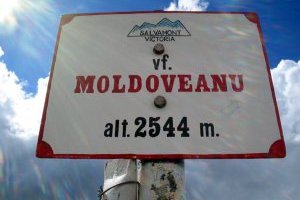 SALVAMONT
VICTORIA
vf.
MOLDOVEANU
alt. 2544 m.